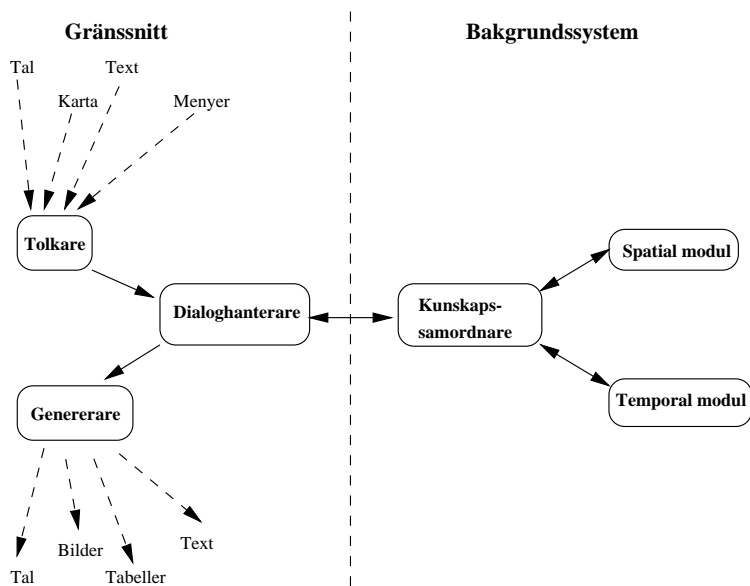 Gränssnitt
Bakgrundssystem
Tal
Text
Karta
Menyer
Tolkare
Spatial modul
Dialoghanterare
Kunskaps-
samordnare
Genererare
Temporal modul
Text
Bilder
Tal
Tabeller